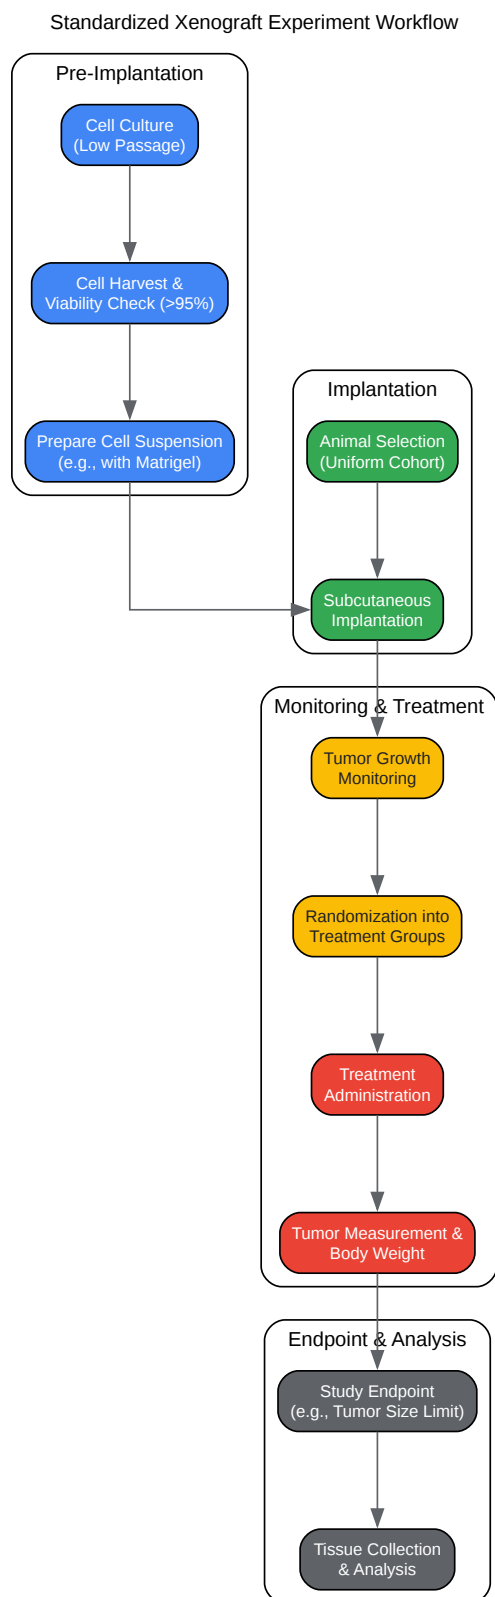 Standardized Xenograft Experiment Workflow
Pre-Implantation
Cell Culture
(Low Passage)
Cell Harvest &
Viability Check (>95%)
Prepare Cell Suspension
(e.g., with Matrigel)
Implantation
Animal Selection
(Uniform Cohort)
Subcutaneous
Implantation
Monitoring & Treatment
Tumor Growth
Monitoring
Randomization into
Treatment Groups
Treatment
Administration
Tumor Measurement &
Body Weight
Endpoint & Analysis
Study Endpoint
(e.g., Tumor Size Limit)
Tissue Collection
& Analysis